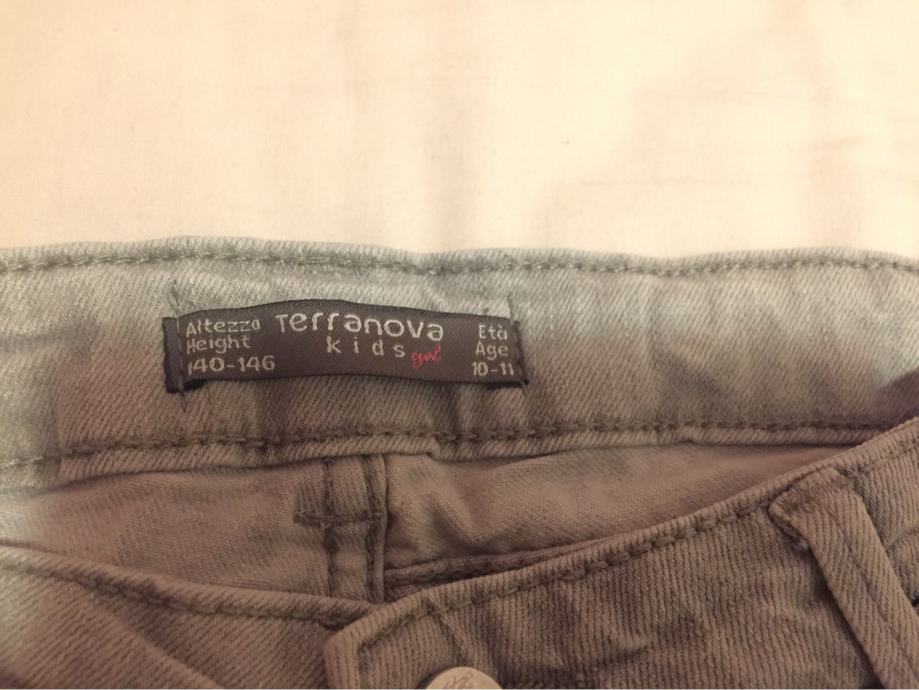 Altezza
Height
140-146
Terranova
kids girl
Età
Age
10-11